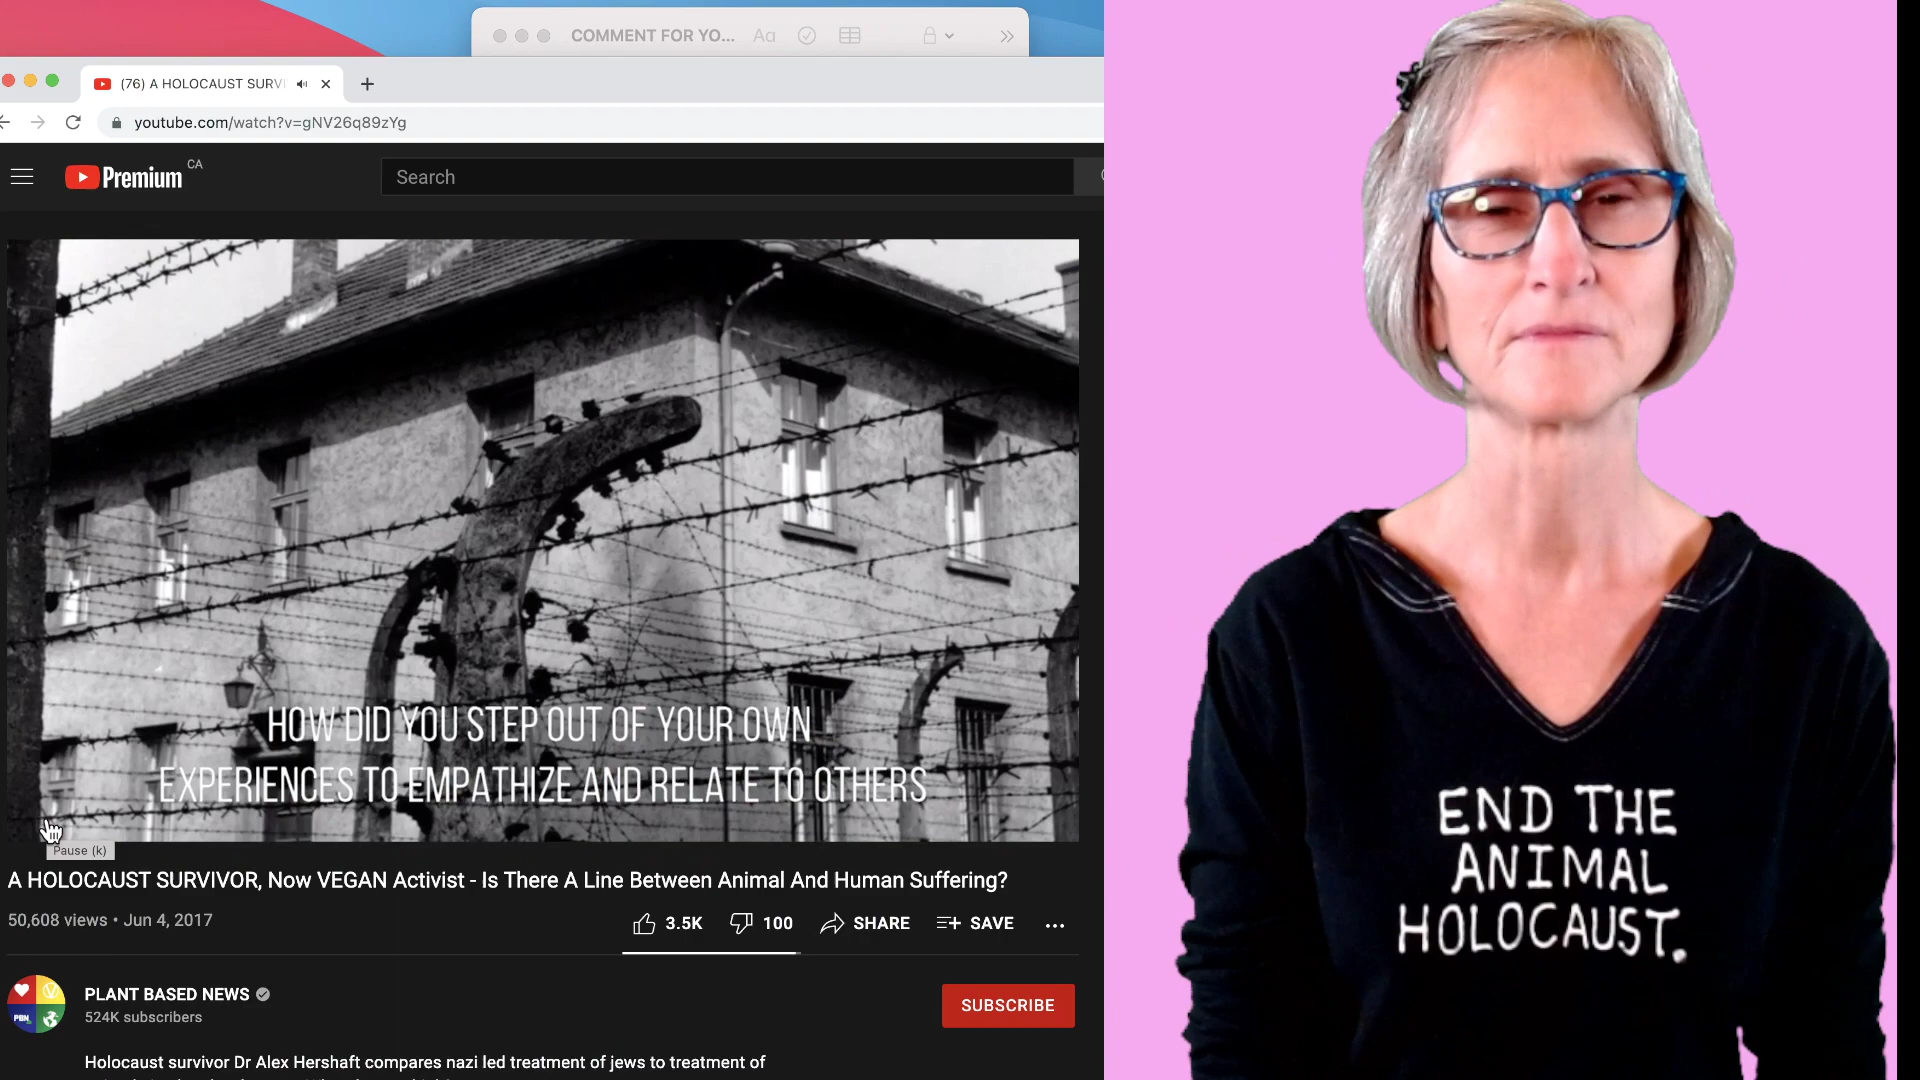 COMMENT FOR YO...
Aa
(76) A HOLOCAUST SURVI
youtube.com/watch?v=gNV26q89zYg
Premium
CA
Search
HOW DID YOU STEP OUT OF YOUR OWN
EXPERIENCES TO EMPATHIZE AND RELATE TO OTHERS
Pause (k)
A HOLOCAUST SURVIVOR, Now VEGAN Activist - Is There A Line Between Animal And Human Suffering?
50,608 views • Jun 4, 2017
3.5K
100
SHARE
SAVE
PLANT BASED NEWS
PBN
524K subscribers
SUBSCRIBE
Holocaust survivor Dr Alex Hershaft compares nazi led treatment of jews to treatment of
END THE
ANIMAL
HOLOCAUST.